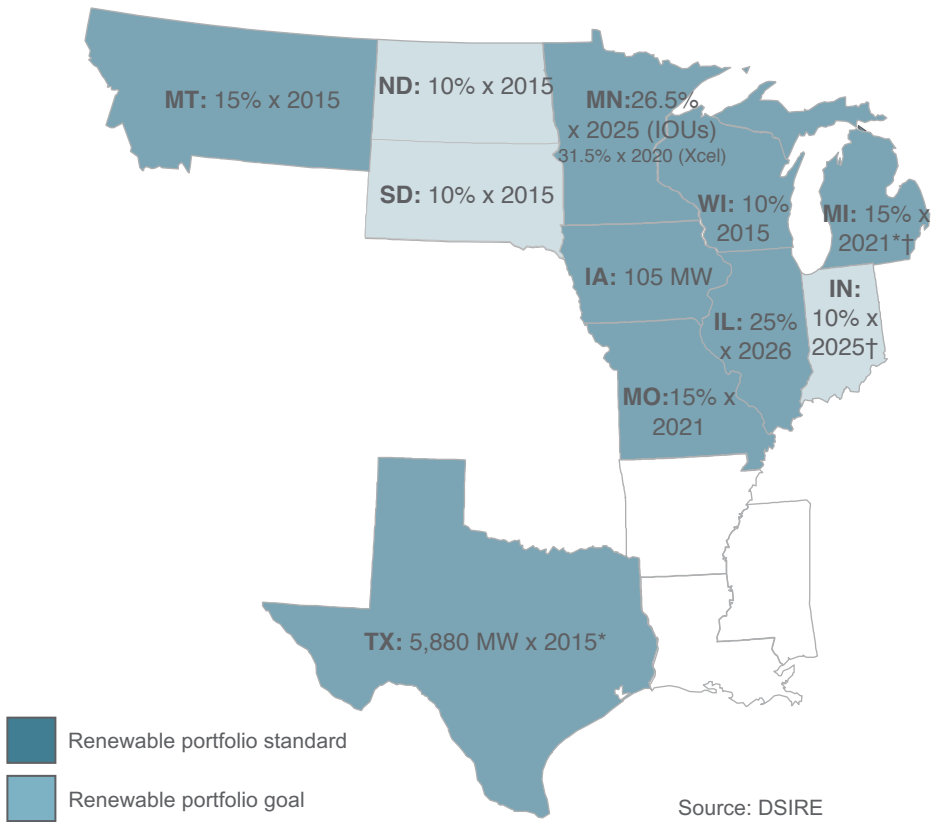 MT: 15% x 2015
ND: 10% x 2015
SD: 10% x 2015
MN:26.5%
x 2025 (IOUs)
31.5% x 2020 (Xcel)
WI: 10%
2015
MI: 15% x
2021*†
IA: 105 MW
IL: 25%
x 2026
IN:
10% x
2025†
MO:15% x
2021
TX: 5,880 MW x 2015*
Renewable portfolio standard
Renewable portfolio goal
Source: DSIRE